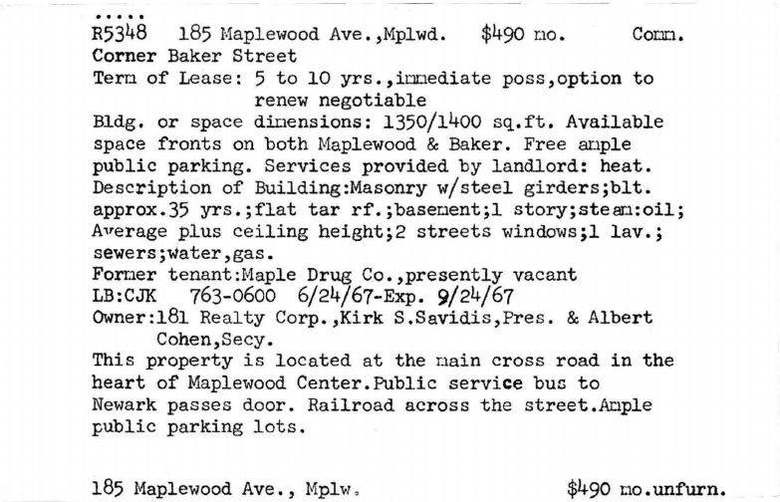 R5348 185 Maplewood Ave.,Mplwd. $490 mo. Comm.
Corner Baker Street
Term of Lease: 5 to 10 yrs.,immediate poss,option to
renew negotiable
Bldg. or space dimensions: 1350/1400 sq.ft. Available
space fronts on both Maplewood & Baker. Free ample
public parking. Services provided by landlord: heat.
Description of Building:Masonry w/steel girders;blt.
approx.35 yrs.;flat tar rf.;basement;1 story;steam:oil;
Average plus ceiling height;2 streets windows;1 lav.;
sewers;water,gas.
Former tenant:Maple Drug Co.,presently vacant
LB:CJK 763-0600 6/24/67-Exp. 9/24/67
Owner:181 Realty Corp.,Kirk S.Savidis,Pres. & Albert
Cohen,Secy.
This property is located at the main cross road in the
heart of Maplewood Center.Public service bus to
Newark passes door. Railroad across the street.Ample
public parking lots.
185 Maplewood Ave., Mplw. $490 mo.unfurn.